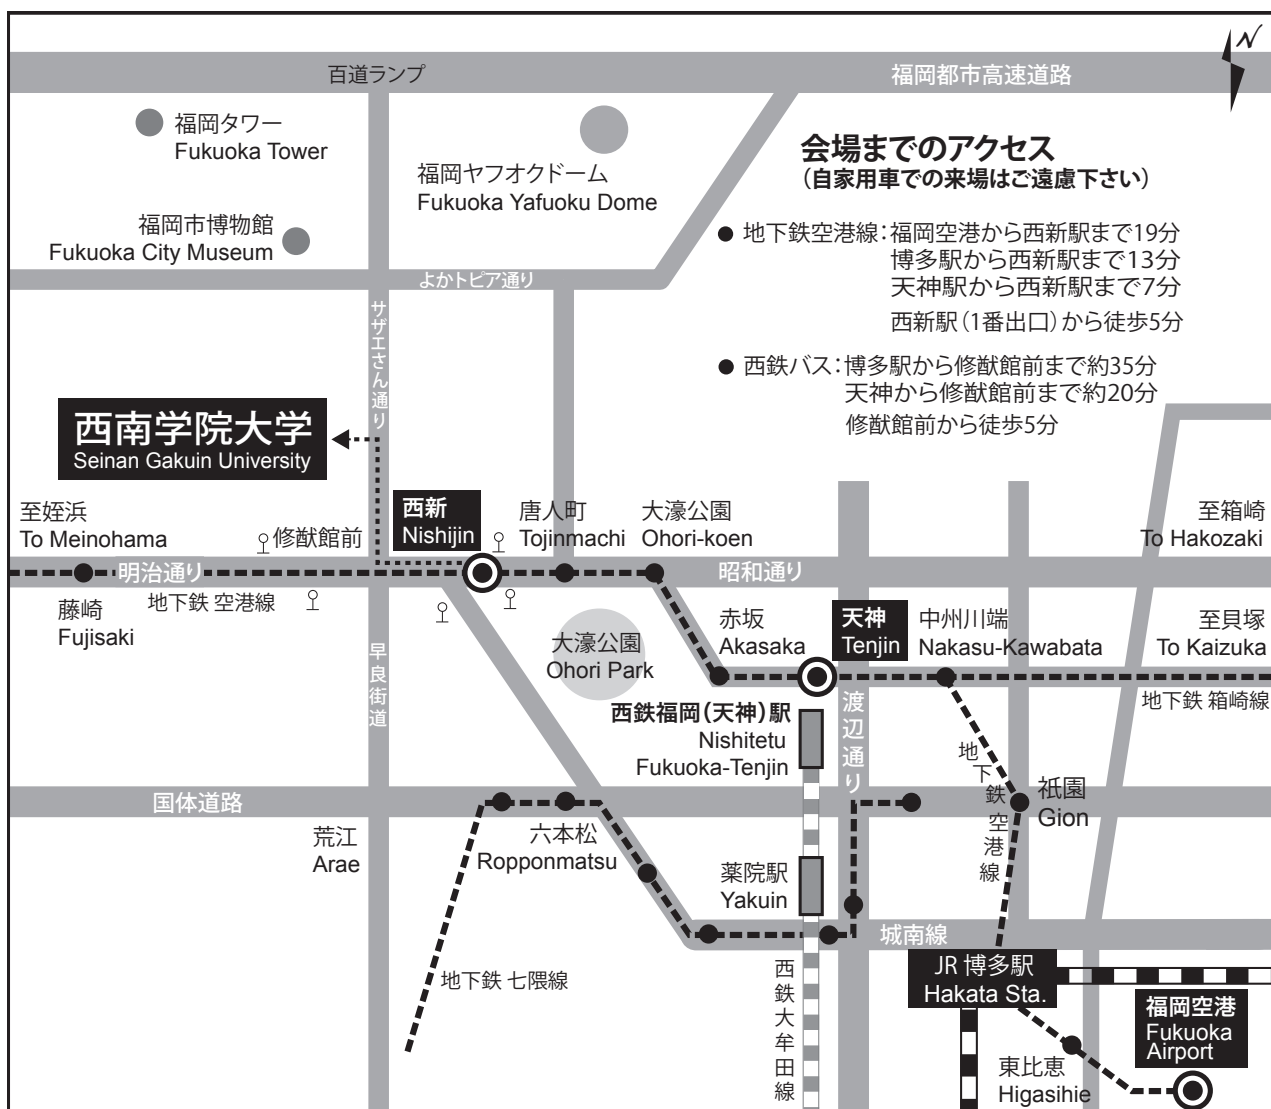 N
百道ランプ
福岡都市高速道路
福岡タワー
Fukuoka Tower
福岡ヤフオクドーム
Fukuoka Yafuoku Dome
福岡市博物館
Fukuoka City Museum
会場までのアクセス
（自家用車での来場はご遠慮下さい）
● 地下鉄空港線：福岡空港から西新駅まで19分
博多駅から西新駅まで13分
天神駅から西新駅まで7分
西新駅（1番出口）から徒歩5分
● 西鉄バス：博多駅から修猷館前まで約35分
天神から修猷館前まで約20分
修猷館前から徒歩5分
よかトピア通り
サザエさん通り
西南学院大学
Seinan Gakuin University
至姪浜
To Meinohama
修猷館前
西新
Nishijin
唐人町
Tojinmachi
大濠公園
Ohori-koen
至箱崎
To Hakozaki
明治通り
昭和通り
藤崎
Fujisaki
地下鉄 空港線
早良街道
大濠公園
Ohori Park
赤坂
Akasaka
天神
Tenjin
中州川端
Nakasu-Kawabata
至貝塚
To Kaizuka
地下鉄 箱崎線
西鉄福岡（天神）駅
Nishitetu
Fukuoka-Tenjin
渡辺通り
地下鉄 空港線
国体道路
祇園
Gion
荒江
Arae
六本松
Ropponmatsu
薬院駅
Yakuin
城南線
地下鉄 七隈線
西鉄大牟田線
JR 博多駅
Hakata Sta.
福岡空港
Fukuoka
Airport
東比恵
Higasihie